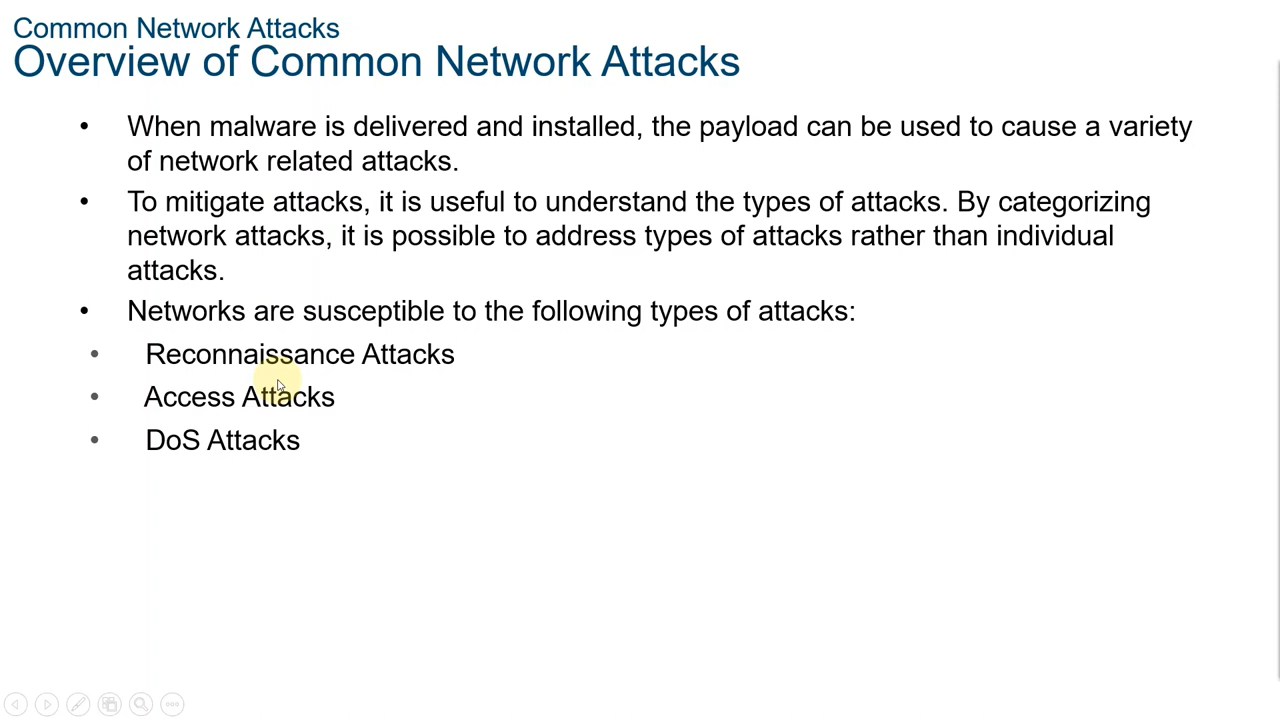 Common Network Attacks
Overview of Common Network Attacks
• When malware is delivered and installed, the payload can be used to cause a variety
of network related attacks.
• To mitigate attacks, it is useful to understand the types of attacks. By categorizing
network attacks, it is possible to address types of attacks rather than individual
attacks.
• Networks are susceptible to the following types of attacks:
• Reconnaissance Attacks
• Access Attacks
• DoS Attacks